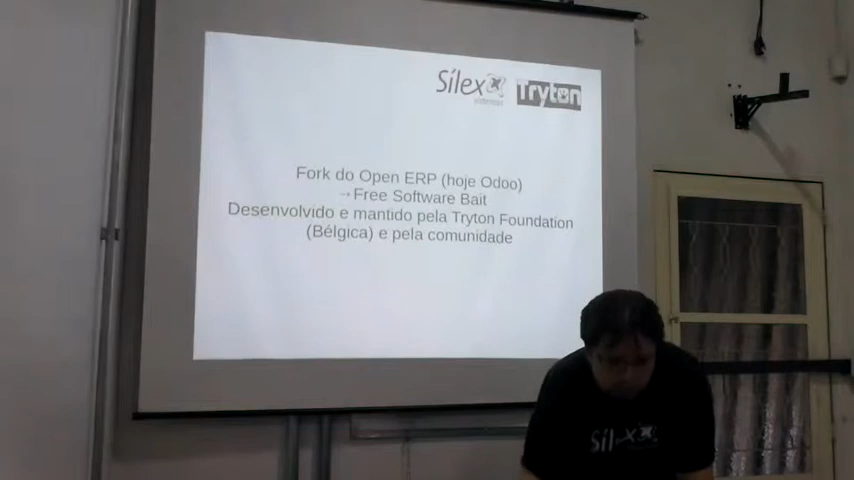 Sílex
Tryton
Fork do Open ERP (hoje Odoo)
→Free Software Bait
Desenvolvido e mantido pela Tryton Foundation
(Bélgica) e pela comunidade
Sílex